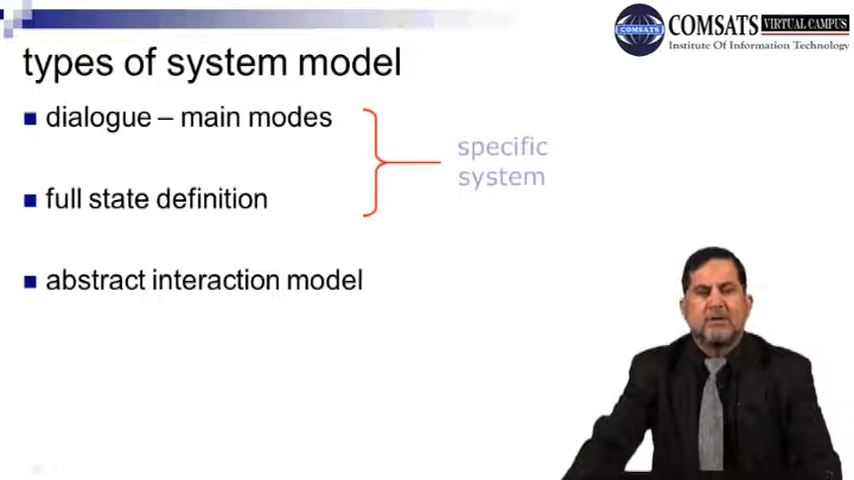 COMSATS VIRTUAL CAMPUS
COMSATS
Institute Of Information Technology
types of system model
dialogue – main modes
specific
system
full state definition
abstract interaction model